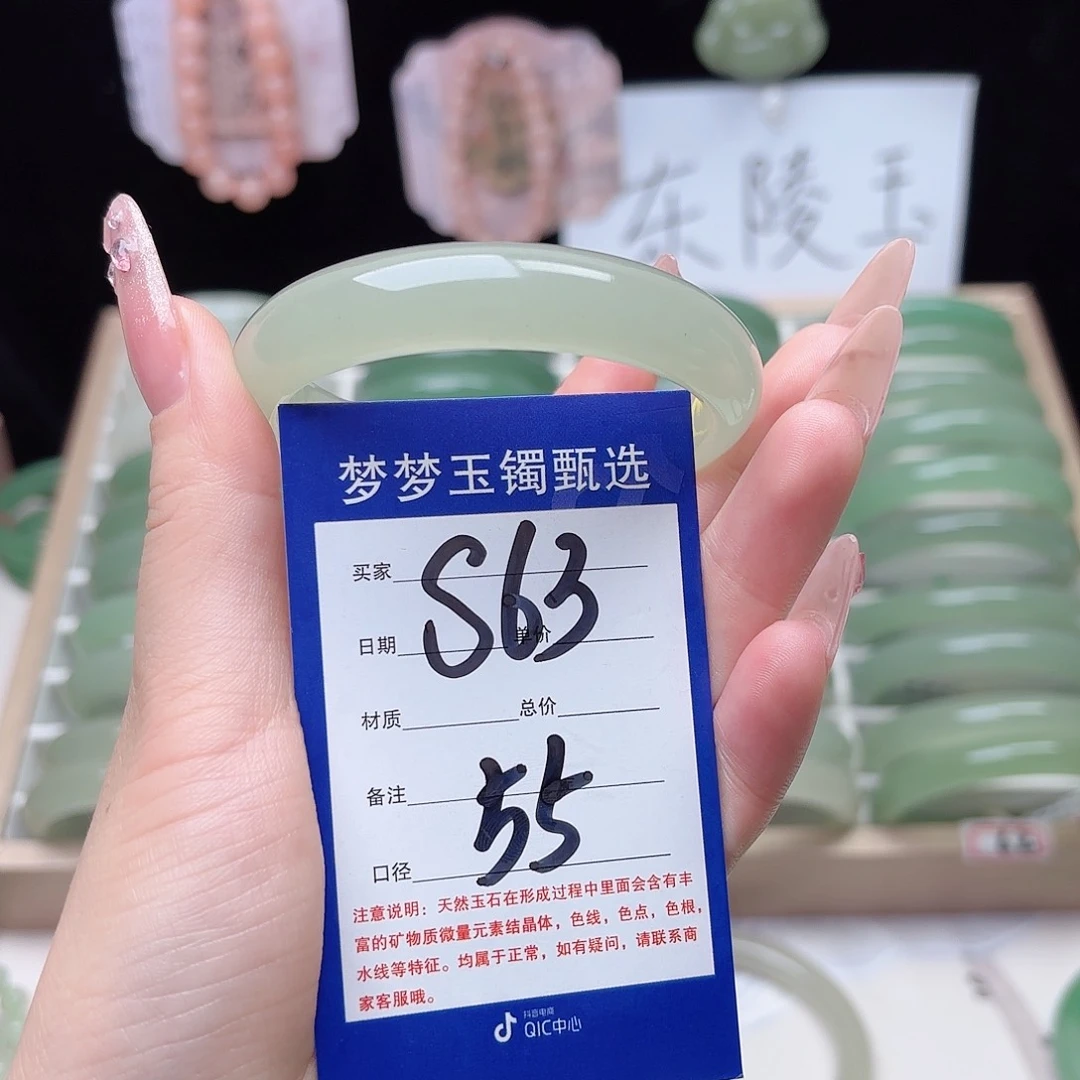 东陵玉
梦梦玉镯甄选
买家 S63
日期 单价
材质 总价
备注 55
口径
注意说明：天然玉石在形成过程中里面会含有丰
富的矿物质微量元素结晶体，色线，色点，色根，
水线等特征。均属于正常，如有疑问，请联系商
家客服哦。
抖音电商
QIC中心